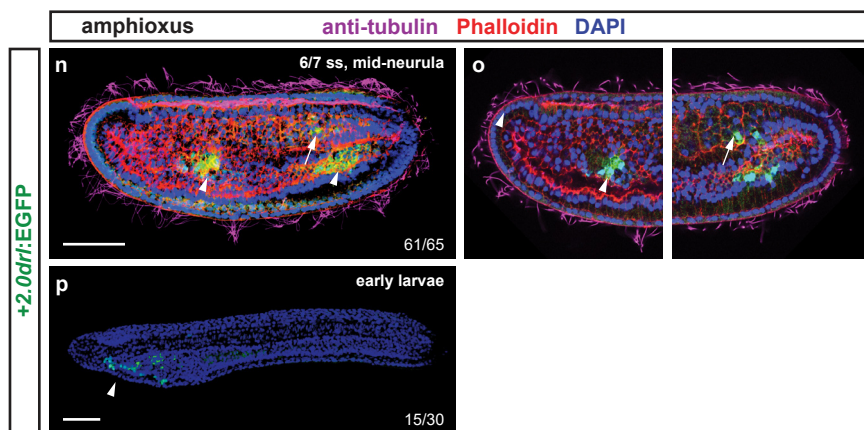 amphioxus
anti-tubulin Phalloidin DAPI
+2.0drl:EGFP
n
6/7 ss, mid-neurula
61/65
o
p
early larvae
15/30